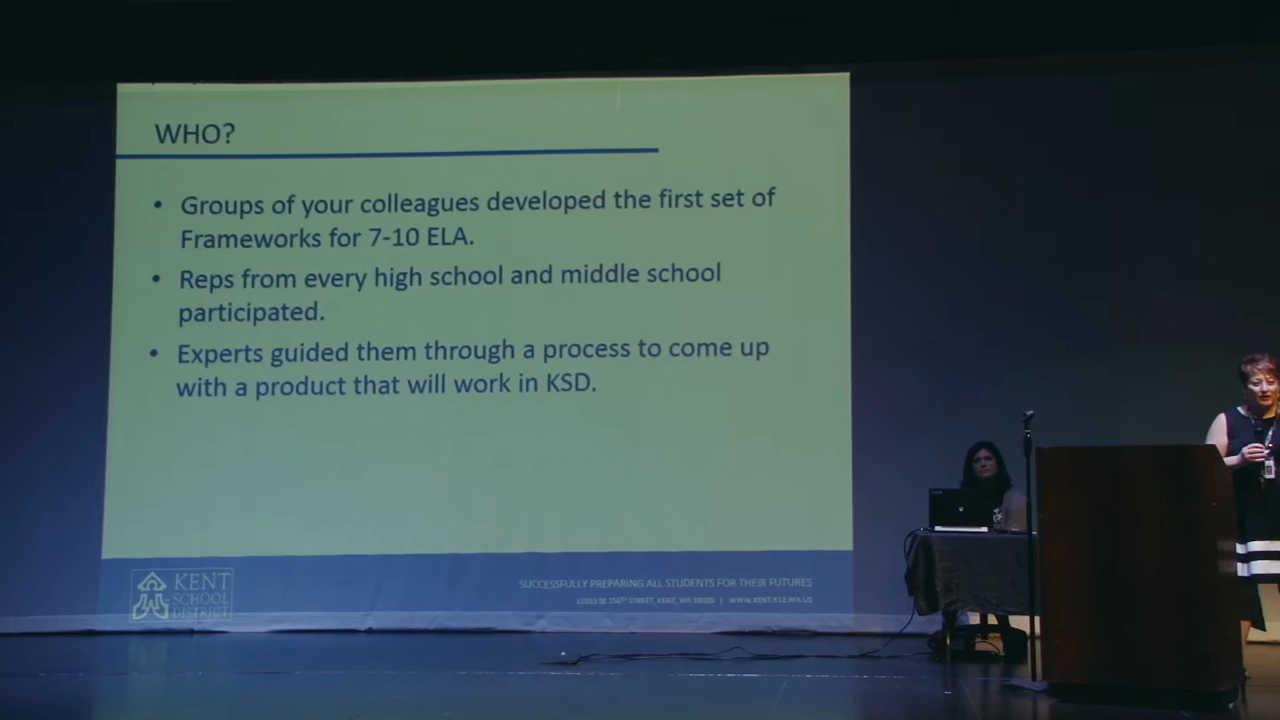 WHO?
• Groups of your colleagues developed the first set of
Frameworks for 7-10 ELA.
• Reps from every high school and middle school
participated.
• Experts guided them through a process to come up
with a product that will work in KSD.
KENT
SCHOOL
DISTRICT
SUCCESSFULLY PREPARING ALL STUDENTS FOR THEIR FUTURES
12033 SE 256TH STREET, KENT, WA 98030 | WWW.KENT.K12.WA.US